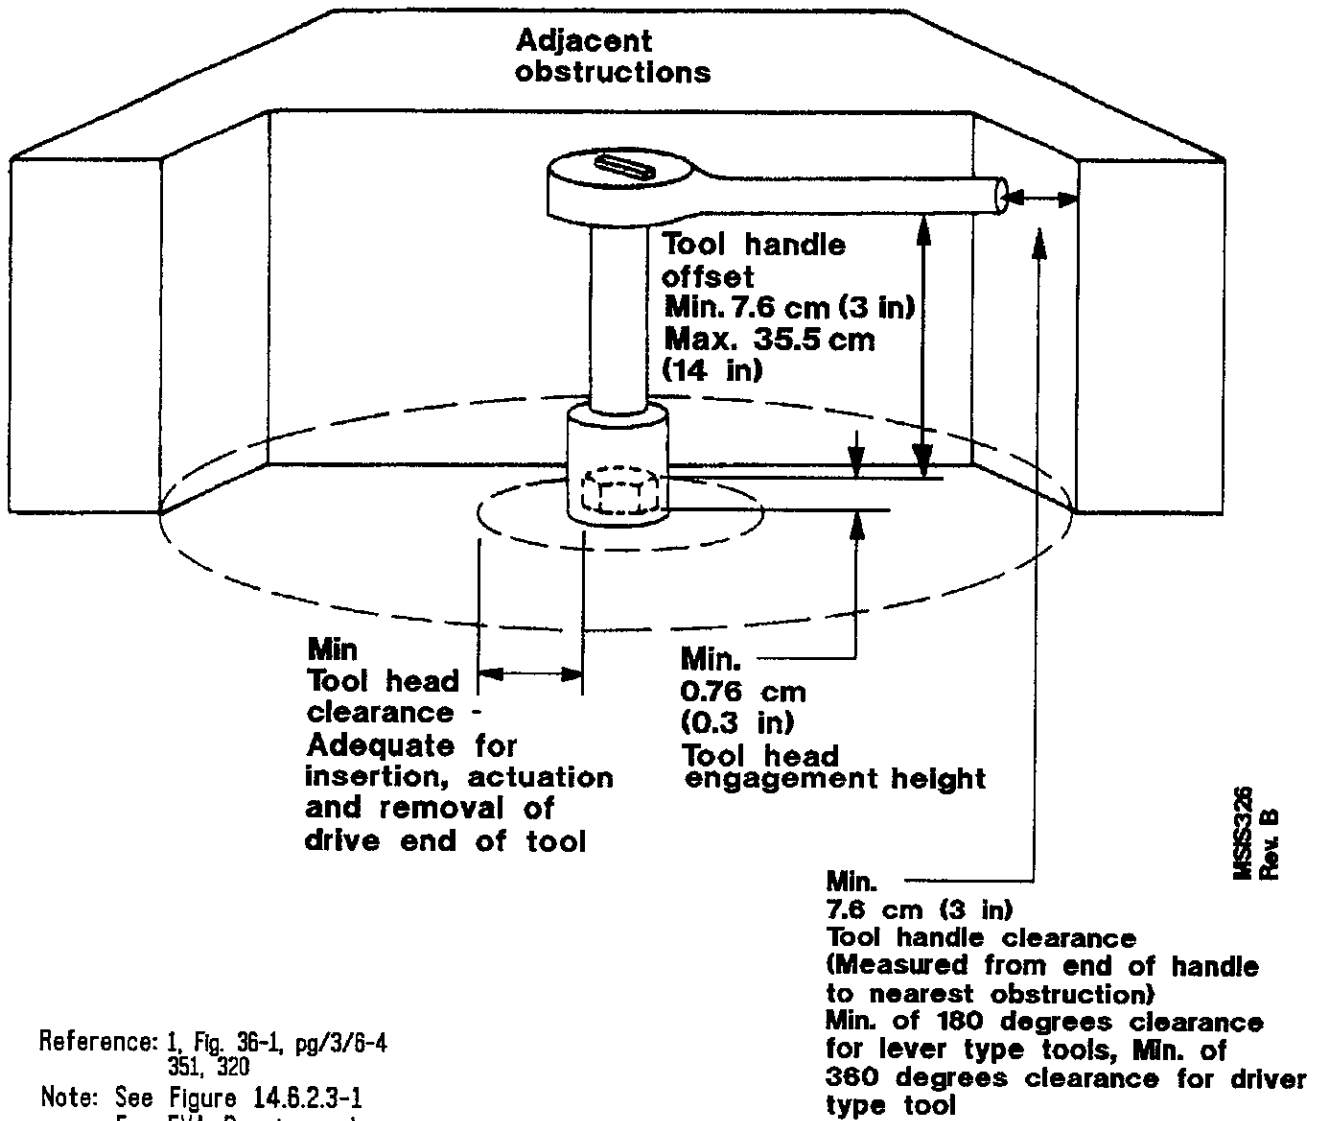 Adjacent
obstructions
Tool handle
offset
Min. 7.6 cm (3 in)
Max. 35.5 cm
(14 in)
Min
Tool head
clearance -
Adequate for
insertion, actuation
and removal of
drive end of tool
Min.
0.76 cm
(0.3 in)
Tool head
engagement height
MSIS326
Rev. B
Min.
7.6 cm (3 in)
Tool handle clearance
(Measured from end of handle
to nearest obstruction)
Min. of 180 degrees clearance
for lever type tools, Min. of
360 degrees clearance for driver
type tool
Reference: 1, Fig. 36-1, pg/3/6-4
351, 320
Note: See Figure 14.6.2.3-1